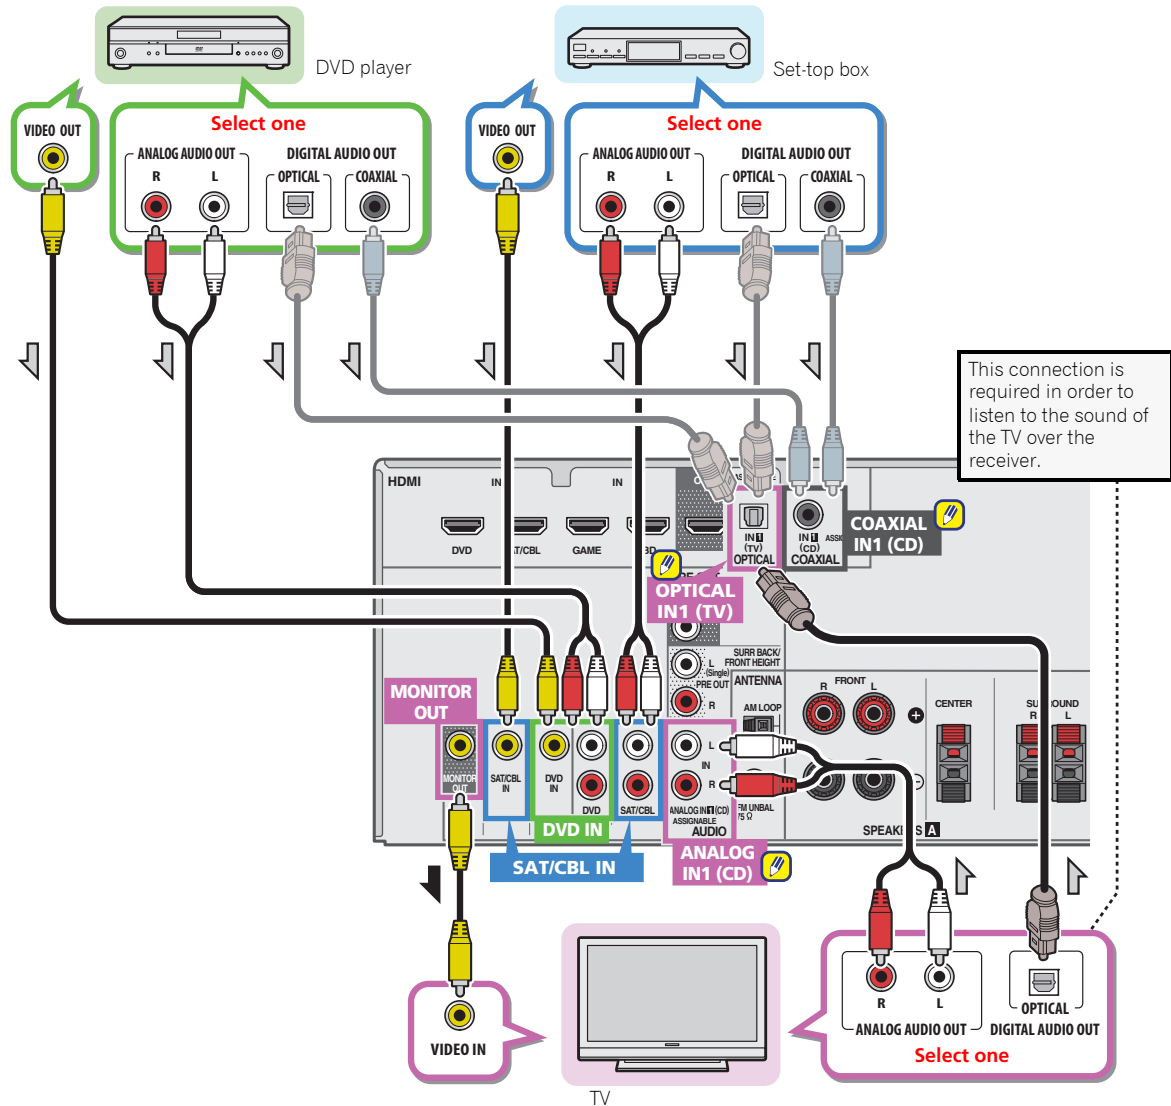 DVD player
Set-top box
VIDEO OUT
Select one
ANALOG AUDIO OUT
R
L
DIGITAL AUDIO OUT
OPTICAL
COAXIAL
VIDEO OUT
Select one
ANALOG AUDIO OUT
R
L
DIGITAL AUDIO OUT
OPTICAL
COAXIAL
This connection is
required in order to
listen to the sound of
the TV over the
receiver.
HDMI
IN
IN
DVD
GAME
IN 1
(TV)
OPTICAL
IN 1
(CD)
COAXIAL
COAXIAL
IN1 (CD)
OPTICAL
IN1 (TV)
SURR BACK/
FRONT HEIGHT
L
(Single)
PRE OUT
R
ANTENNA
AM LOOP
R
FRONT
L
CENTER
R
L
MONITOR
OUT
MONITOR
OUT
SAT/CBL
IN
DVD
IN
DVD
SAT/CBL
L
IN
R
ANALOG IN 1 (CD)
ASSIGNABLE
AUDIO
FM UNBAL
75 Ω
SPEAKERS A
DVD IN
SAT/CBL IN
ANALOG
IN1 (CD)
VIDEO IN
TV
R
L
ANALOG AUDIO OUT
OPTICAL
DIGITAL AUDIO OUT
Select one